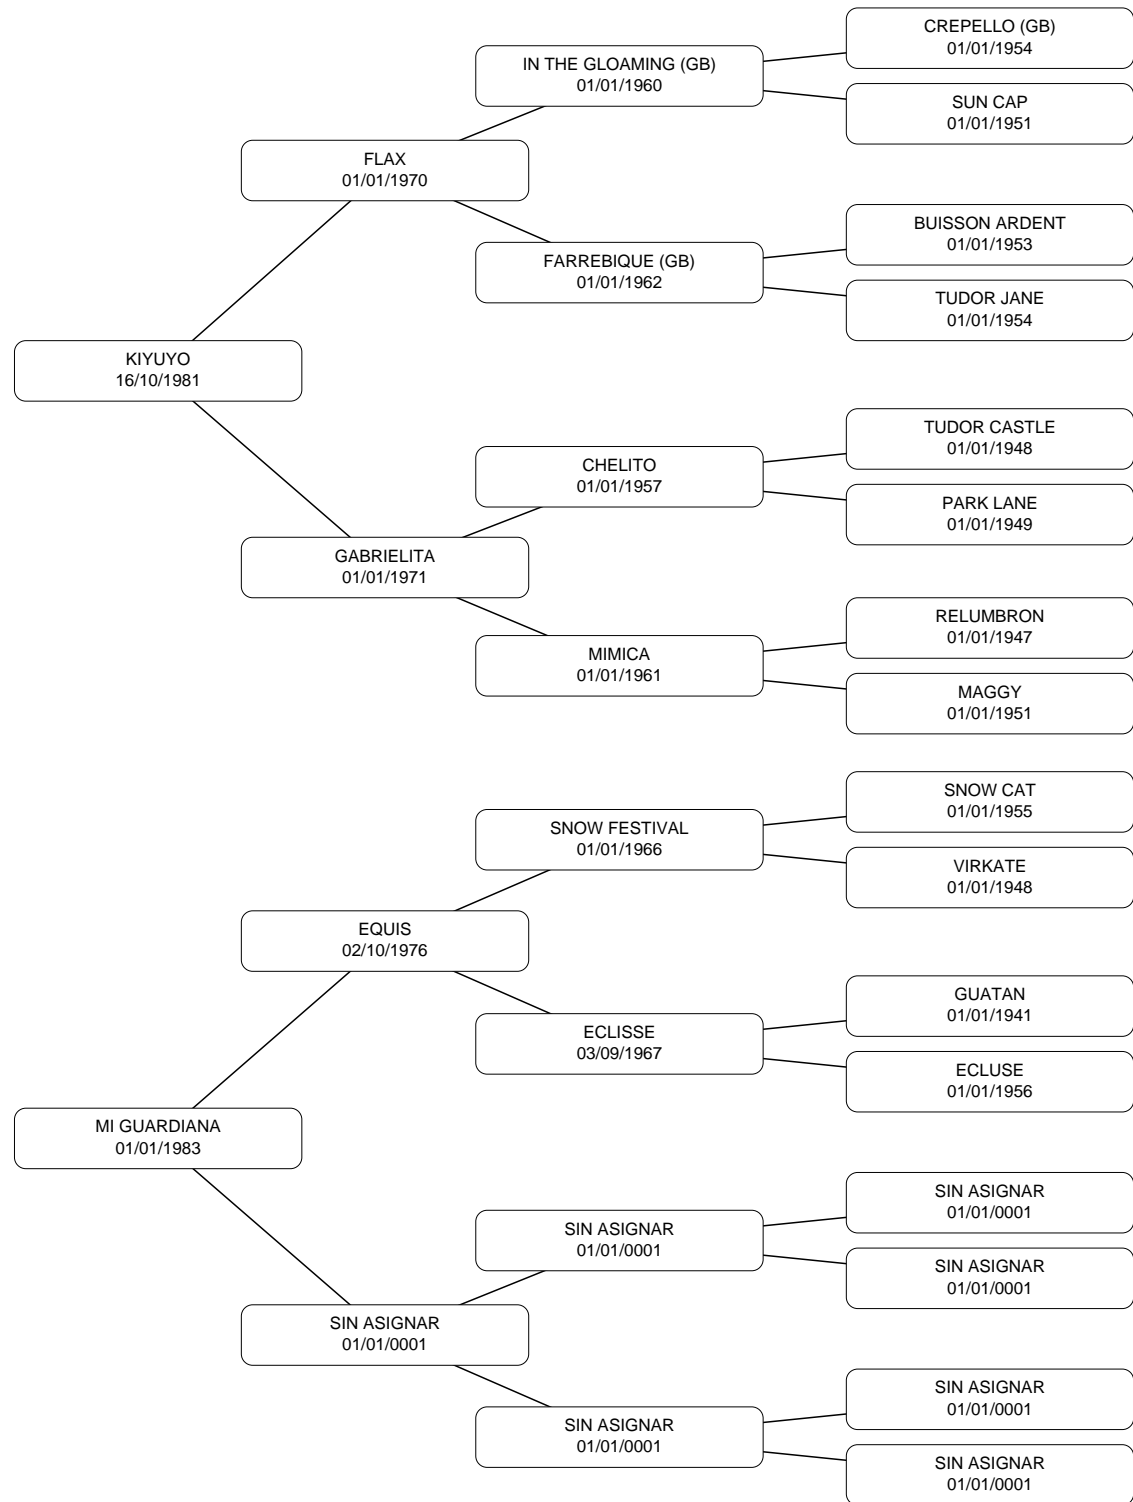 CREPELLO (GB)
01/01/1954
IN THE GLOAMING (GB)
01/01/1960
SUN CAP
01/01/1951
FLAX
01/01/1970
BUISSON ARDENT
01/01/1953
FARREBIQUE (GB)
01/01/1962
TUDOR JANE
01/01/1954
KIYUYO
16/10/1981
TUDOR CASTLE
01/01/1948
CHELITO
01/01/1957
PARK LANE
01/01/1949
GABRIELITA
01/01/1971
RELUMBRON
01/01/1947
MIMICA
01/01/1961
MAGGY
01/01/1951
SNOW CAT
01/01/1955
SNOW FESTIVAL
01/01/1966
VIRKATE
01/01/1948
EQUIS
02/10/1976
GUATAN
01/01/1941
ECLISSE
03/09/1967
ECLUSE
01/01/1956
MI GUARDIANA
01/01/1983
SIN ASIGNAR
01/01/0001
SIN ASIGNAR
01/01/0001
SIN ASIGNAR
01/01/0001
SIN ASIGNAR
01/01/0001
SIN ASIGNAR
01/01/0001
SIN ASIGNAR
01/01/0001
SIN ASIGNAR
01/01/0001